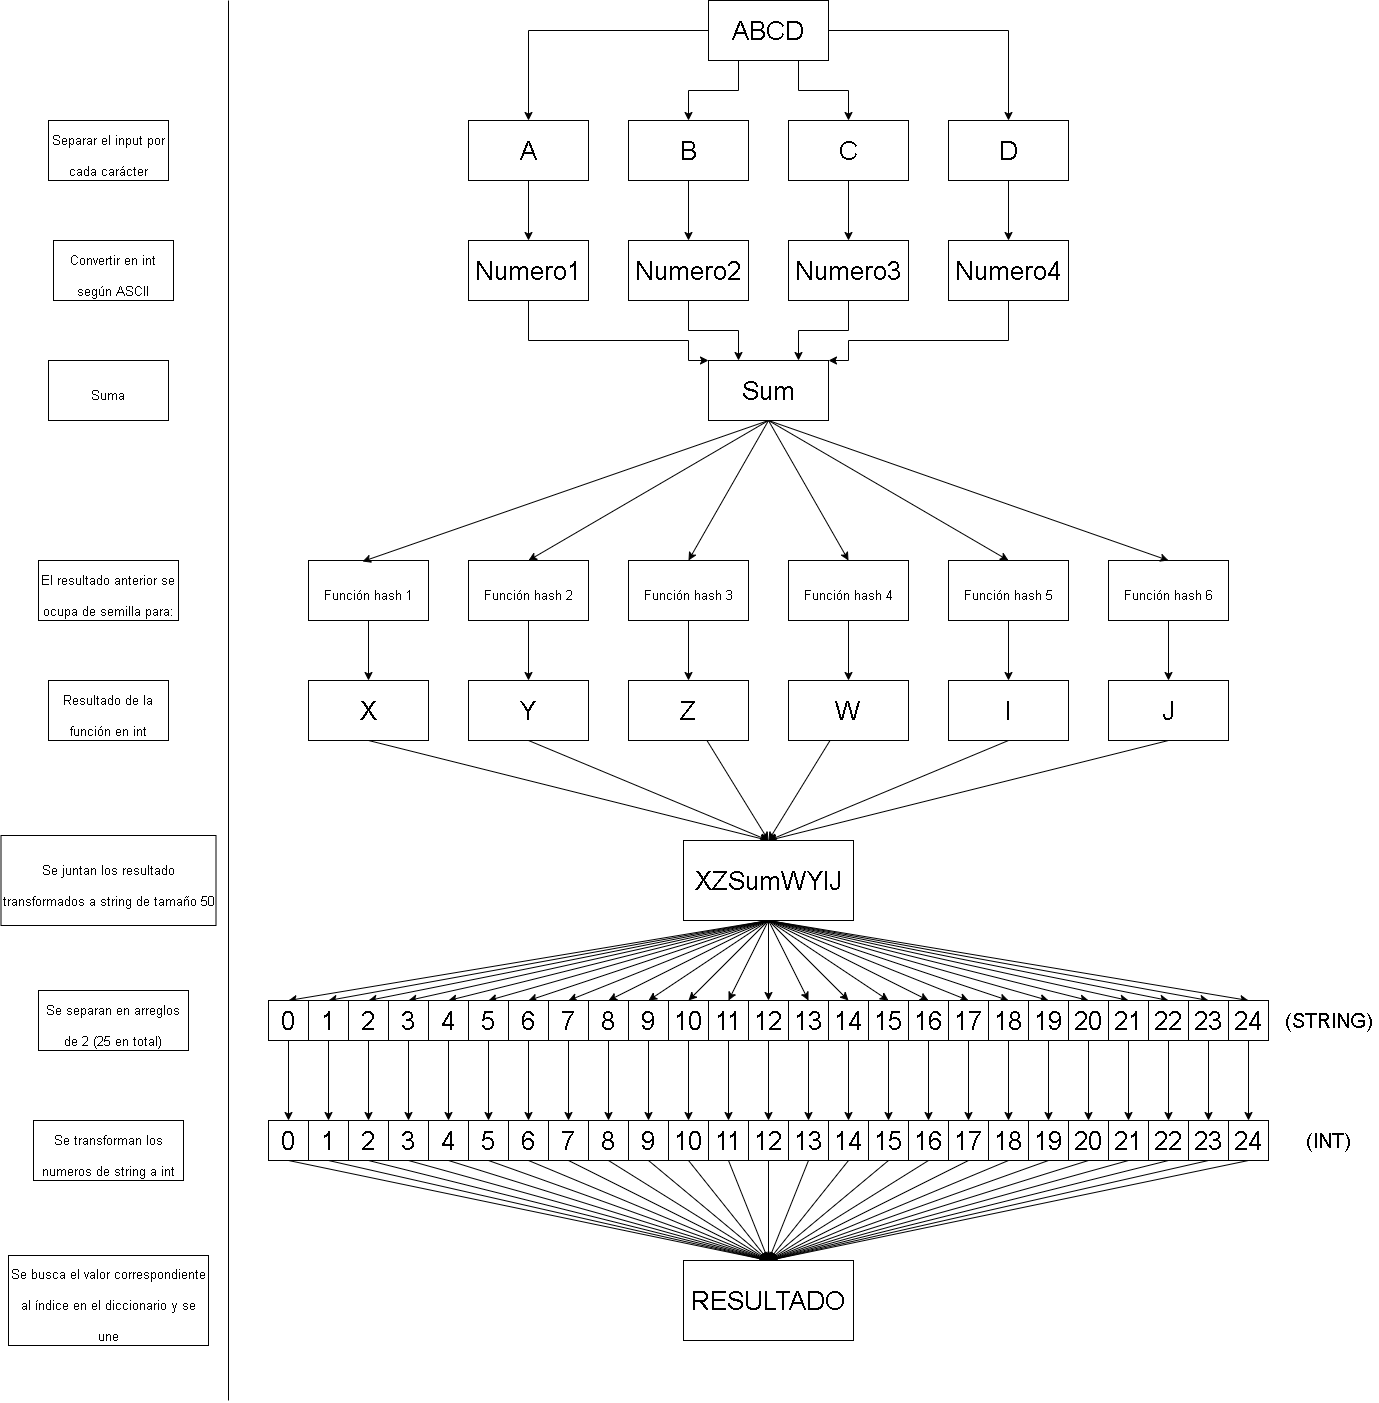 ABCD
Separar el input por
cada carácter
A
B
C
D
Convertir en int
según ASCII
Numero1
Numero2
Numero3
Numero4
Suma
Sum
El resultado anterior se
ocupa de semilla para:
Función hash 1
Función hash 2
Función hash 3
Función hash 4
Función hash 5
Función hash 6
Resultado de la
función en int
X
Y
Z
W
I
J
Se juntan los resultado
transformados a string de tamaño 50
XZSumWYIJ
Se separan en arreglos
de 2 (25 en total)
0 1 2 3 4 5 6 7 8 9 10 11 12 13 14 15 16 17 18 19 20 21 22 23 24 (STRING)
Se transforman los
numeros de string a int
0 1 2 3 4 5 6 7 8 9 10 11 12 13 14 15 16 17 18 19 20 21 22 23 24 (INT)
Se busca el valor correspondiente
al índice en el diccionario y se
une
RESULTADO